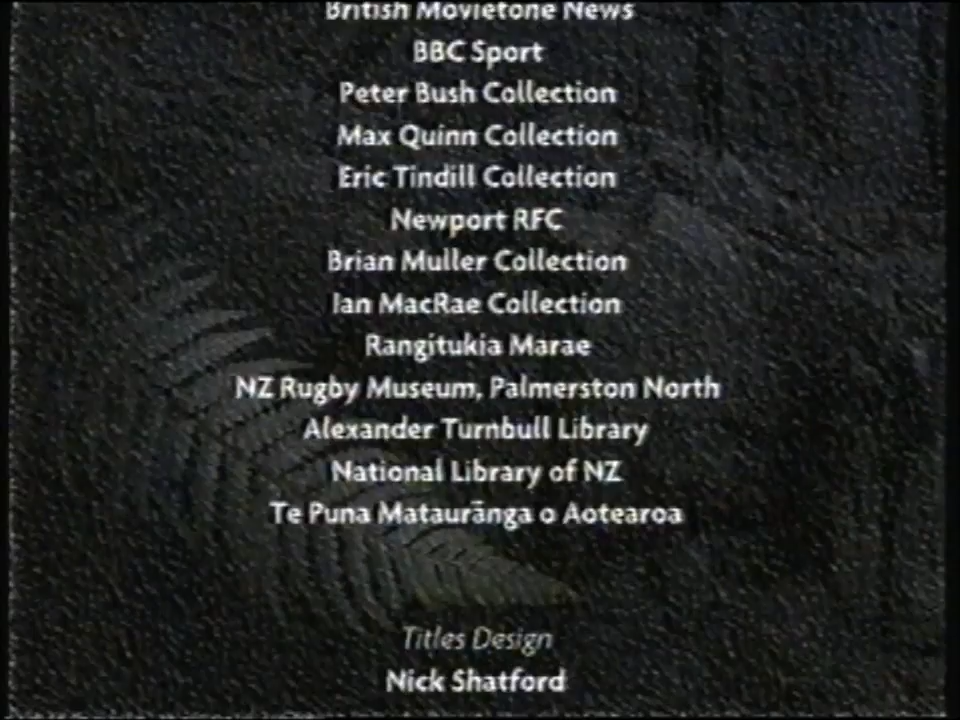 British Movietone News
BBC Sport
Peter Bush Collection
Max Quinn Collection
Eric Tindill Collection
Newport RFC
Brian Muller Collection
Ian MacRae Collection
Rangitukia Marae
NZ Rugby Museum, Palmerston North
Alexander Turnbull Library
National Library of NZ
Te Puna Mataurānga o Aotearoa
Titles Design
Nick Shatford